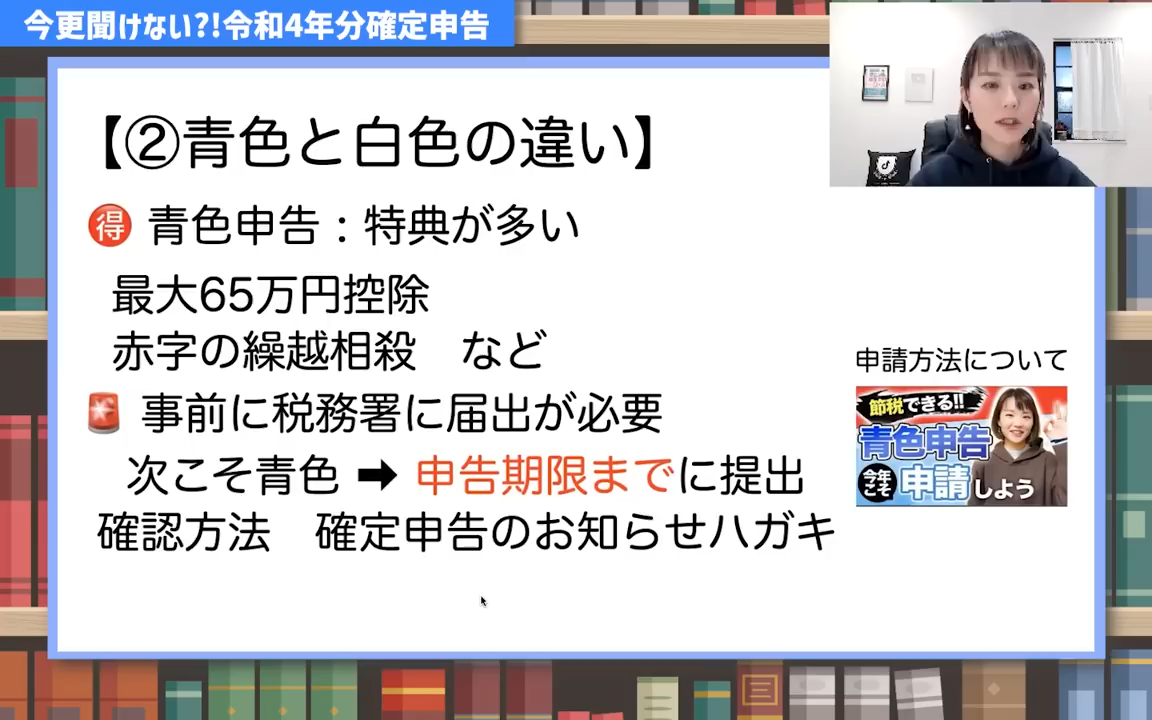 今更聞けない?!令和4年分確定申告
【②青色と白色の違い】
得 青色申告：特典が多い
最大65万円控除
赤字の繰越相殺　など
事前に税務署に届出が必要
次こそ青色 ➡ 申告期限までに提出
確認方法　確定申告のお知らせハガキ
申請方法について
節税できる!!
青色申告
今年こそ
申請しよう